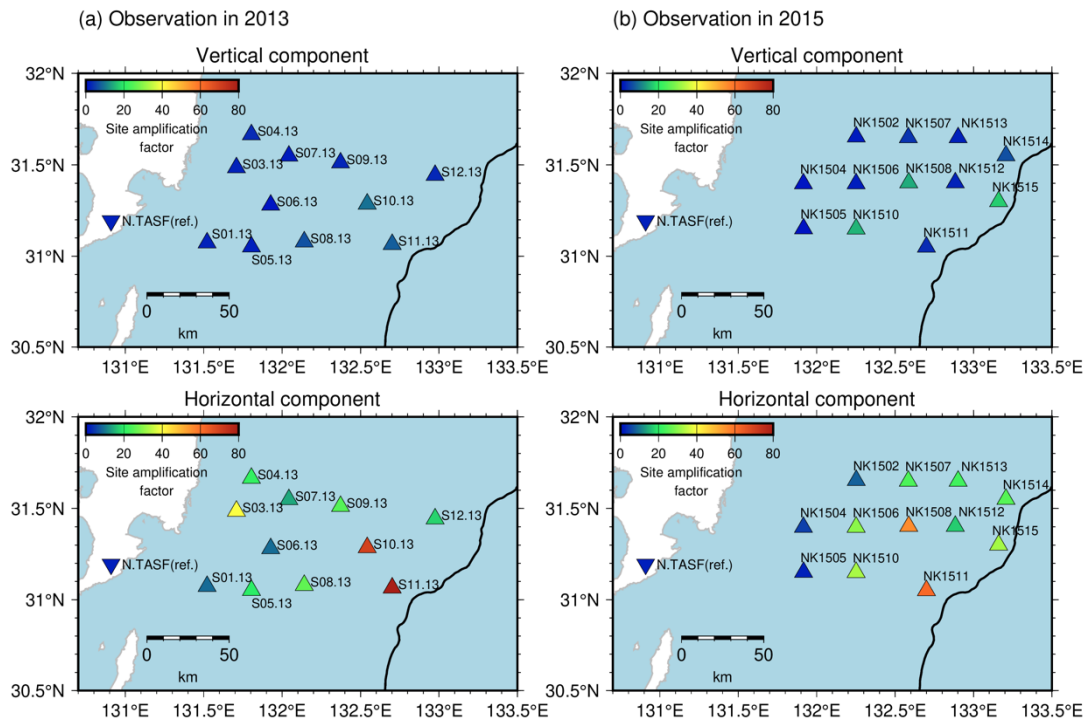 (a) Observation in 2013
Vertical component
32°N
31.5°N
31°N
30.5°N
0 20 40 60 80
Site amplification
factor
S04.13
S07.13
S03.13
S09.13
S12.13
S06.13
S10.13
N.TASF(ref.)
S01.13
S08.13
S11.13
S05.13
0 50
km
131°E 131.5°E 132°E 132.5°E 133°E 133.5°E
(b) Observation in 2015
Vertical component
32°N
31.5°N
31°N
30.5°N
0 20 40 60 80
Site amplification
factor
NK1502 NK1507 NK1513
NK1514
NK1504 NK1506 NK1508 NK1512
NK1515
N.TASF(ref.)
NK1505 NK1510
NK1511
0 50
km
131°E 131.5°E 132°E 132.5°E 133°E 133.5°E
Horizontal component
32°N
31.5°N
31°N
30.5°N
0 20 40 60 80
Site amplification
factor
S04.13
S07.13
S03.13
S09.13
S12.13
S06.13
S10.13
N.TASF(ref.)
S01.13
S08.13
S11.13
S05.13
0 50
km
131°E 131.5°E 132°E 132.5°E 133°E 133.5°E
Horizontal component
32°N
31.5°N
31°N
30.5°N
0 20 40 60 80
Site amplification
factor
NK1502 NK1507 NK1513
NK1514
NK1504 NK1506 NK1508 NK1512
NK1515
N.TASF(ref.)
NK1505 NK1510
NK1511
0 50
km
131°E 131.5°E 132°E 132.5°E 133°E 133.5°E